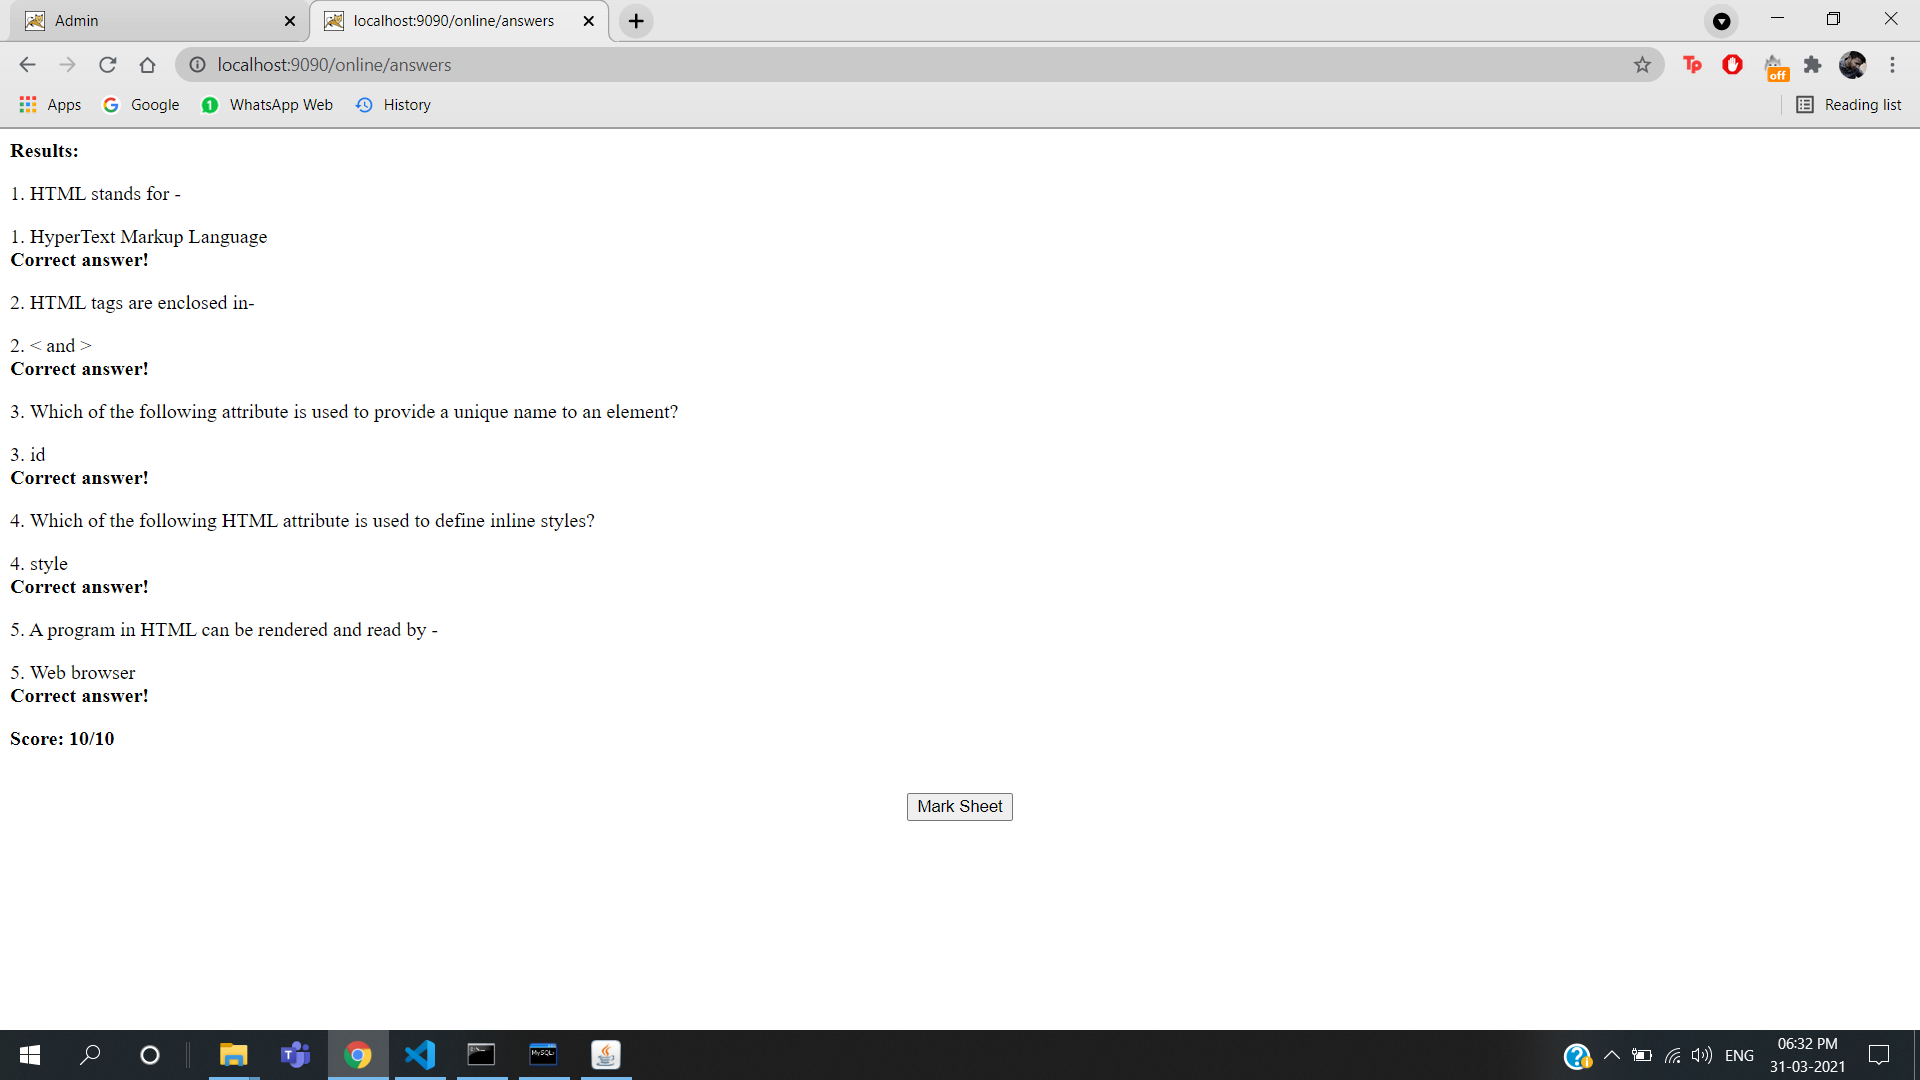 Admin
localhost:9090/online/answers
localhost:9090/online/answers
Tp
off
Apps
Google
1
WhatsApp Web
History
Reading list
Results:
1. HTML stands for -
1. HyperText Markup Language
Correct answer!
2. HTML tags are enclosed in-
2. < and >
Correct answer!
3. Which of the following attribute is used to provide a unique name to an element?
3. id
Correct answer!
4. Which of the following HTML attribute is used to define inline styles?
4. style
Correct answer!
5. A program in HTML can be rendered and read by -
5. Web browser
Correct answer!
Score: 10/10
Mark Sheet
06:32 PM
ENG
31-03-2021